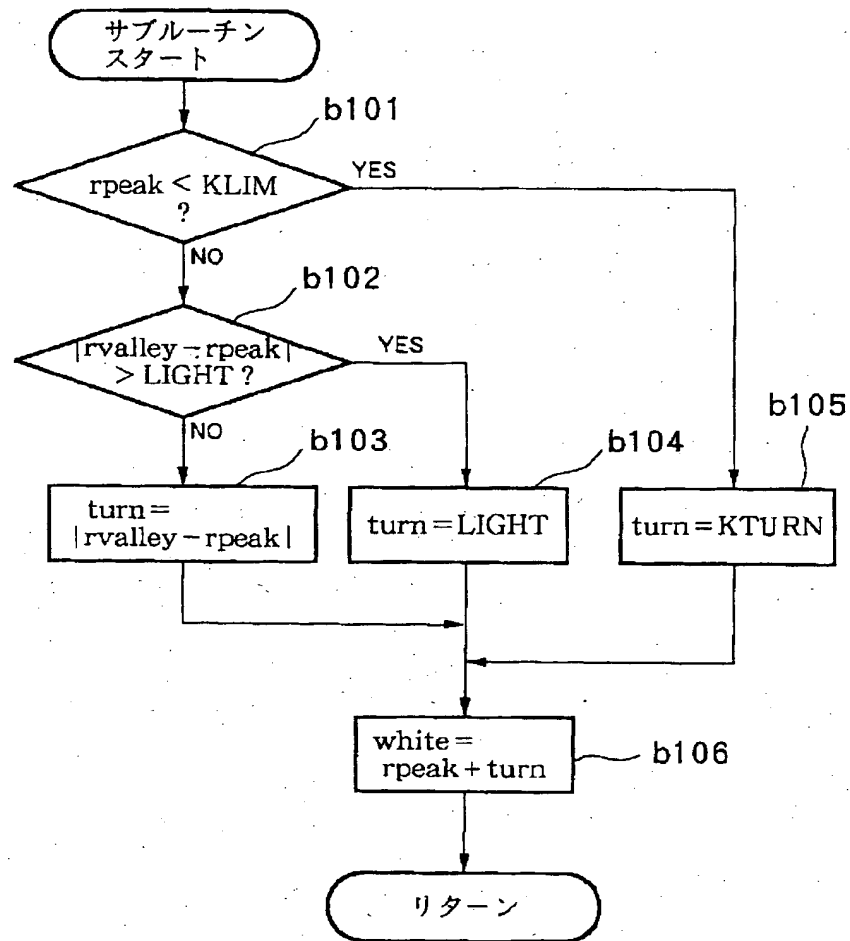 サブルーチン
スタート
b101
rpeak < KLIM
?
YES
NO
b102
|rvalley－rpeak|
> LIGHT ?
YES
NO
b103
turn＝
|rvalley－rpeak|
b104
turn＝LIGHT
b105
turn＝KTURN
white＝
rpeak + turn
b106
リターン